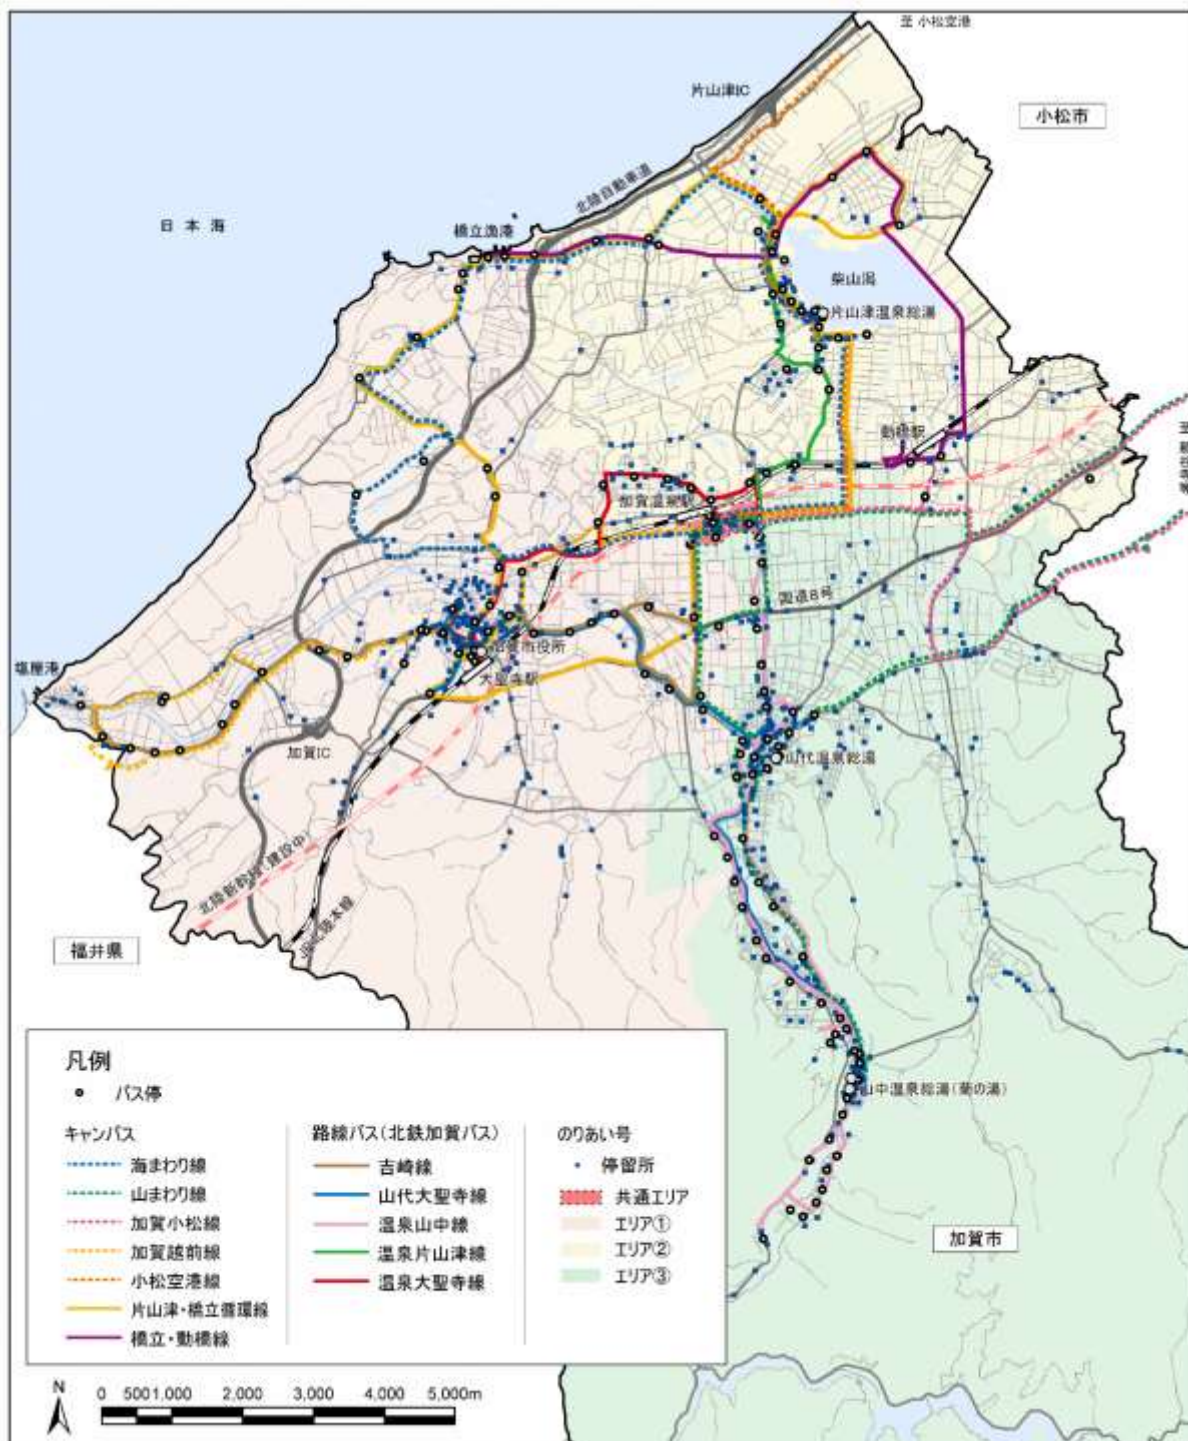 至 小松空港
片山津IC
小松市
北陸自動車道
日本海
橋立漁港
柴山潟
片山津温泉総湯
動橋駅
加賀温泉駅
国道8号
加賀市役所
大聖寺駅
塩屋港
加賀IC
山代温泉総湯
北陸新幹線(建設中)
JR北陸本線
福井県
山中温泉総湯(菊の湯)
加賀市
凡例
バス停
キャンバス
海まわり線
山まわり線
加賀小松線
加賀越前線
小松空港線
片山津・橋立循環線
橋立・動橋線
路線バス(北鉄加賀バス)
吉崎線
山代大聖寺線
温泉山中線
温泉片山津線
温泉大聖寺線
のりあい号
停留所
共通エリア
エリア①
エリア②
エリア③
N
0 500 1,000 2,000 3,000 4,000 5,000m